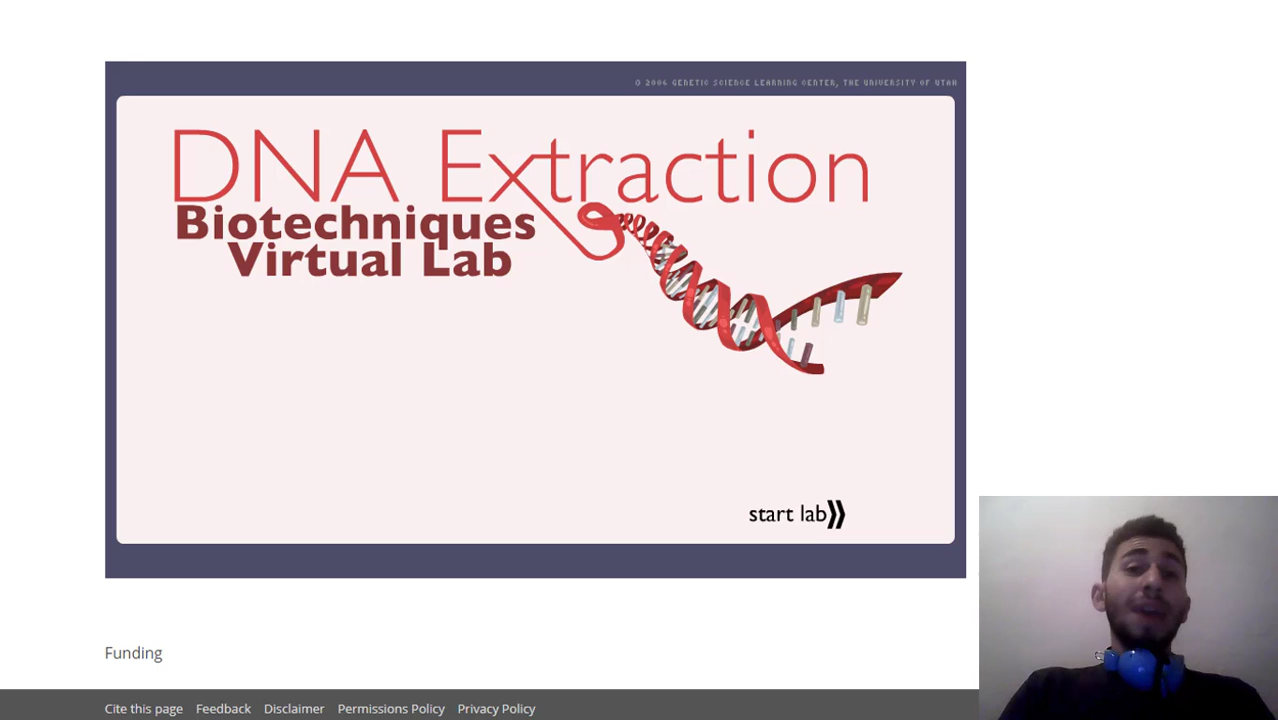 © 2006 GENETIC SCIENCE LEARNING CENTER, THE UNIVERSITY OF UTAH
DNA Extraction
Biotechniques
Virtual Lab
start lab
Funding
Cite this page Feedback Disclaimer Permissions Policy Privacy Policy